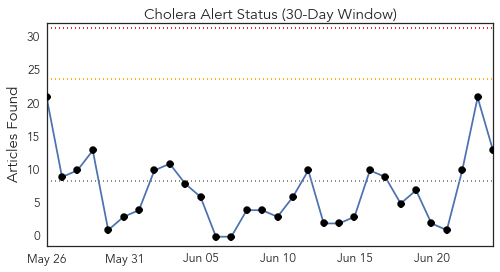 Cholera Alert Status (30-Day Window)
Articles Found
30
25
20
15
10
5
0
May 26
May 31
Jun 05
Jun 10
Jun 15
Jun 20